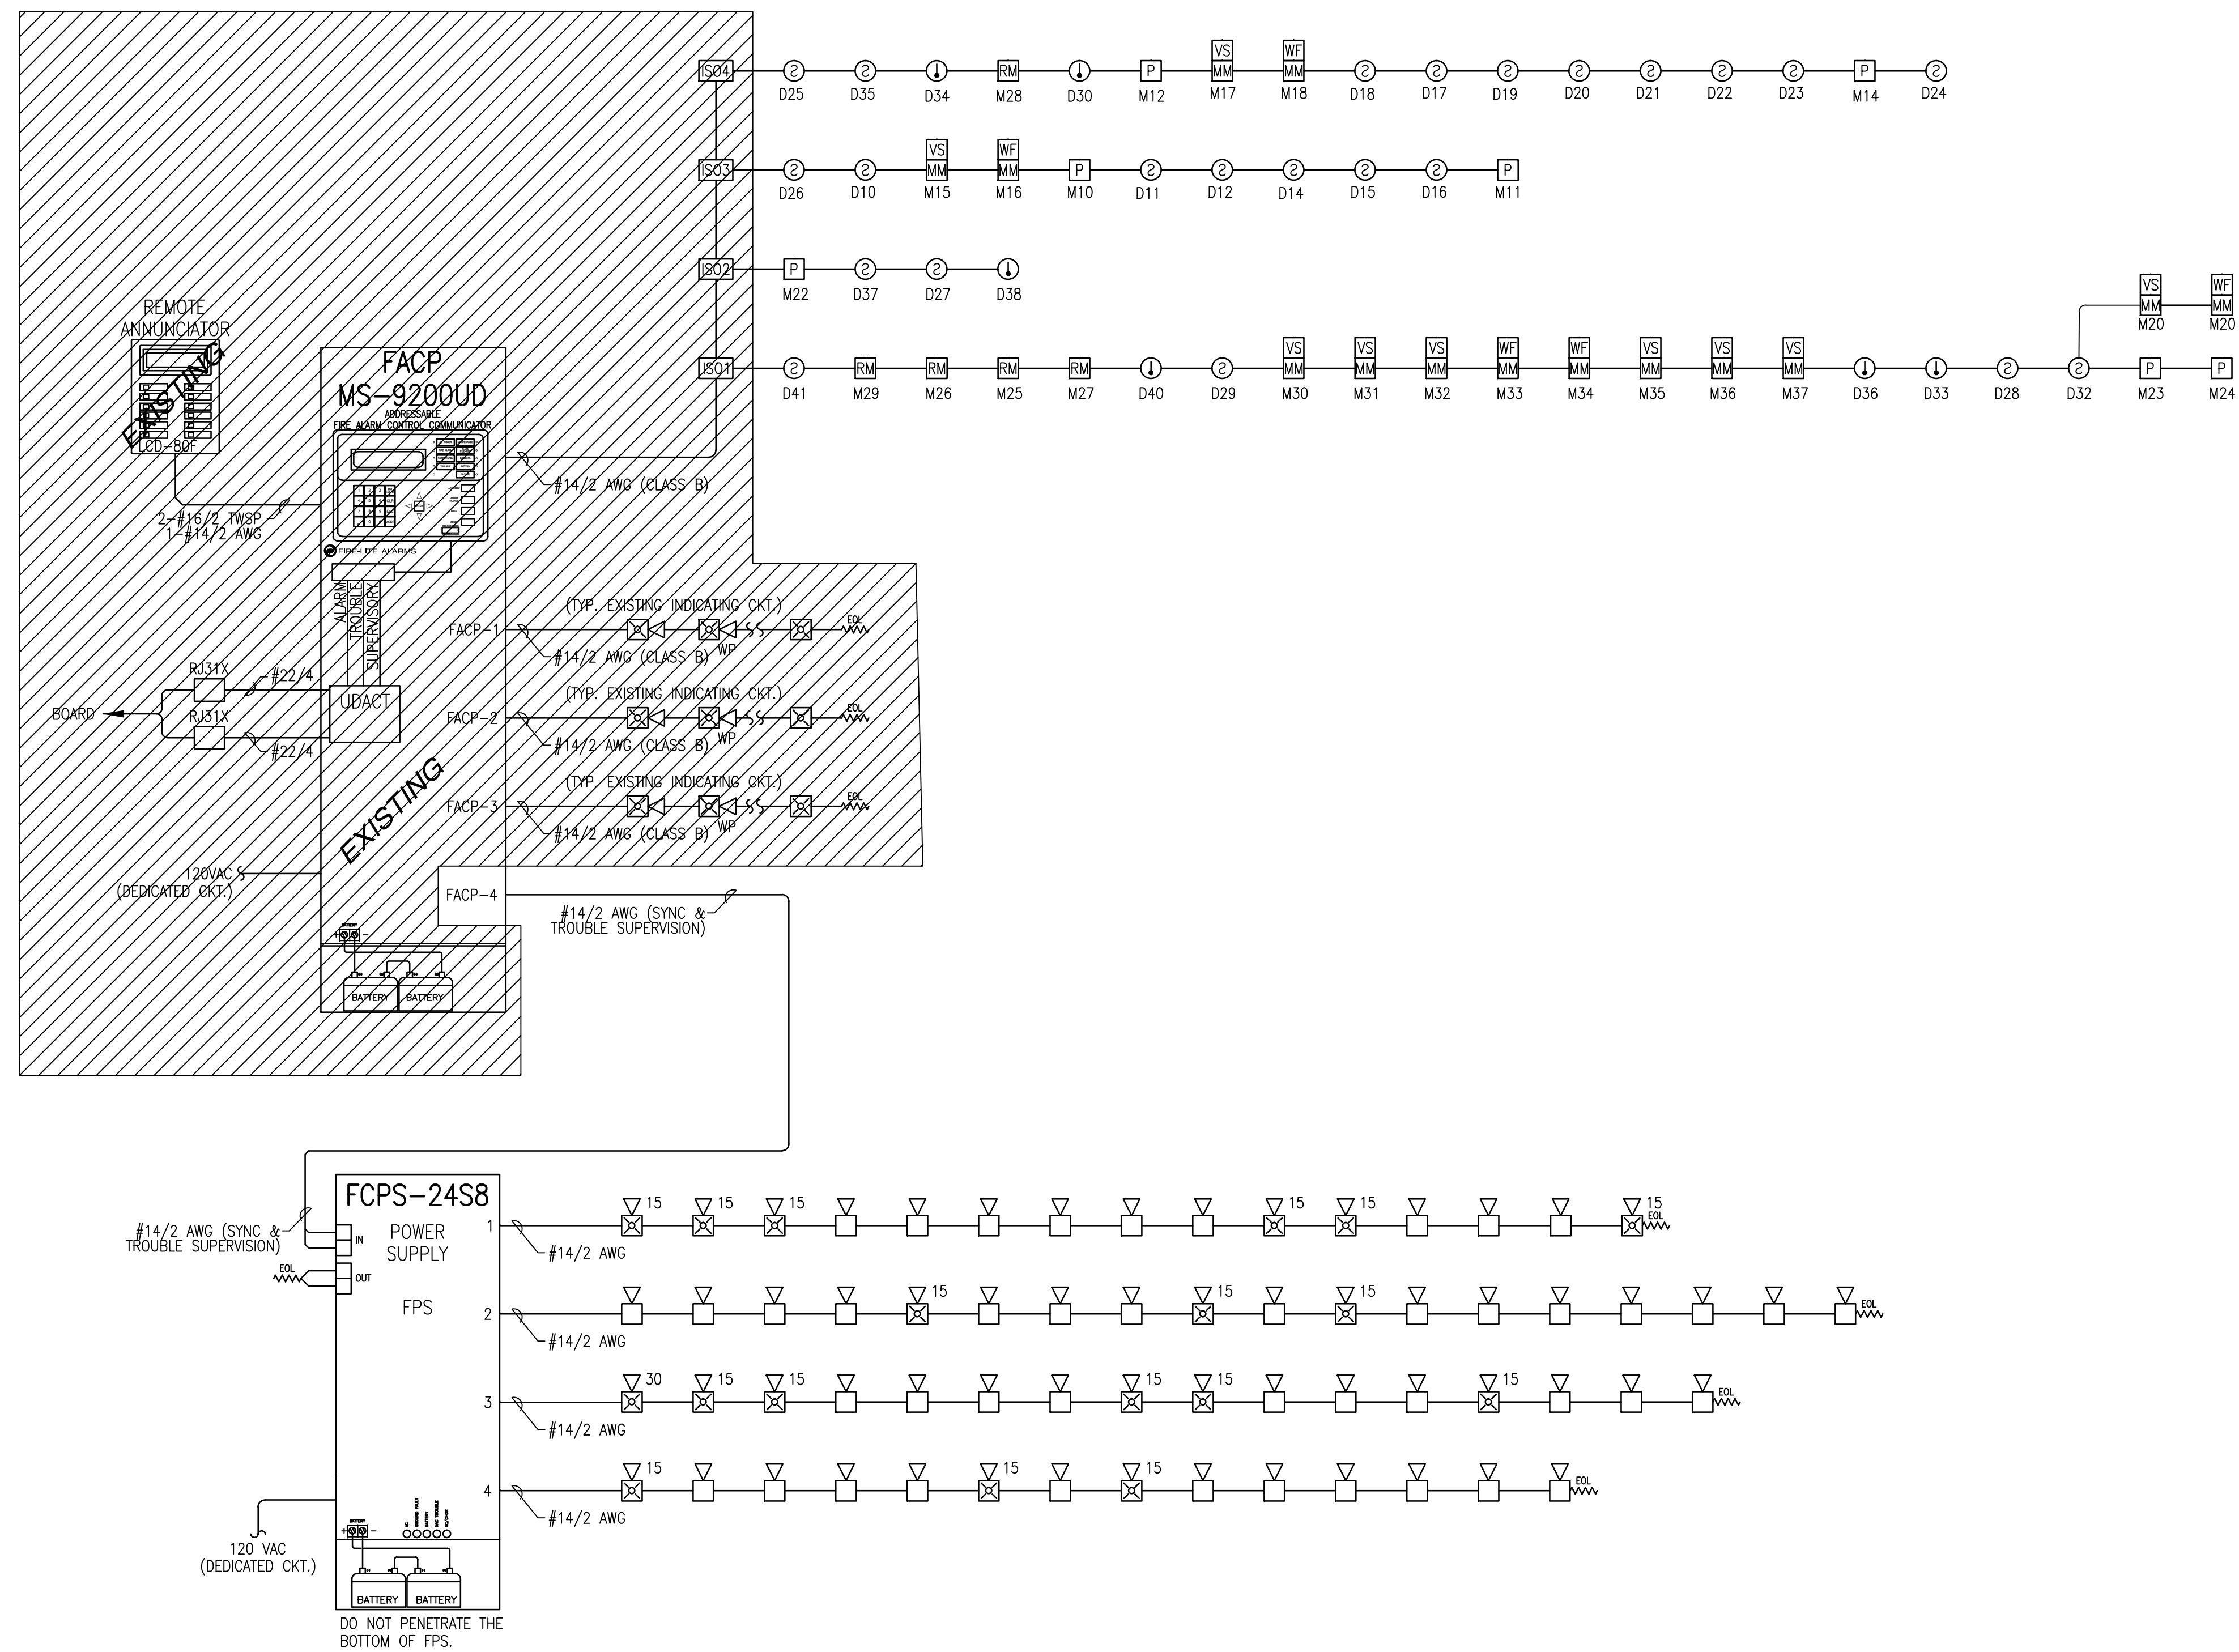 ISO4
D25 D35 D34 RM M28 D30 P M12 VS MM M17 WF MM M18 D18 D17 D19 D20 D21 D22 D23 P M14 D24
ISO3
D26 D10 VS MM M15 WF MM M16 P M10 D11 D12 D14 D15 D16 P M11
ISO2
P M22 D37 D27 D38
ISO1
D41 RM M29 RM M26 RM M25 RM M27 D40 D29 VS MM M30 VS MM M31 VS MM M32 WF MM M33 WF MM M34 VS MM M35 VS MM M36 VS MM M37 D36 D33 D28 D32 P M23 P M24
VS MM M20 WF MM M20
REMOTE
ANNUNCIATOR
EXISTING
LCD-80F
2-#16/2 TWSP
1-#14/2 AWG
FACP
MS-9200UD
ADDRESSABLE
FIRE ALARM CONTROL COMMUNICATOR
#14/2 AWG (CLASS B)
FIRE-LITE ALARMS
ALARM
TROUBLE
SUPERVISORY
UDACT
RJ31X
#22/4
BOARD
RJ31X
#22/4
FACP-1
(TYP. EXISTING INDICATING CKT.)
EOL
#14/2 AWG (CLASS B)
WP
FACP-2
(TYP. EXISTING INDICATING CKT.)
EOL
#14/2 AWG (CLASS B)
WP
FACP-3
(TYP. EXISTING INDICATING CKT.)
EOL
#14/2 AWG (CLASS B)
WP
EXISTING
120VAC
(DEDICATED CKT.)
FACP-4
#14/2 AWG (SYNC &
TROUBLE SUPERVISION)
BATTERY
+ -
BATTERY BATTERY
FCPS-24S8
POWER
SUPPLY
FPS
#14/2 AWG (SYNC &
TROUBLE SUPERVISION)
IN
EOL
OUT
1
#14/2 AWG
15 15 15 15 15 15
EOL
2
#14/2 AWG
15 15 15
EOL
3
#14/2 AWG
30 15 15 15 15 15
EOL
4
#14/2 AWG
15 15 15
EOL
120 VAC
(DEDICATED CKT.)
BATTERY
+ -
AC
GROUND FAULT
BATTERY
BATTERY BATTERY
DO NOT PENETRATE THE
BOTTOM OF FPS.